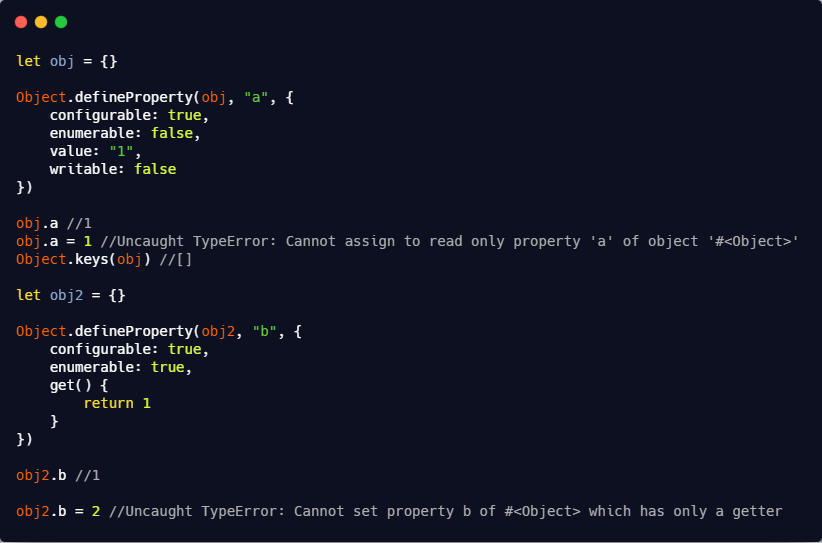 let obj = {}
Object.defineProperty(obj, "a", {
    configurable: true,
    enumerable: false,
    value: "1",
    writable: false
})
obj.a //1
obj.a = 1 //Uncaught TypeError: Cannot assign to read only property 'a' of object '#<Object>'
Object.keys(obj) //[]
let obj2 = {}
Object.defineProperty(obj2, "b", {
    configurable: true,
    enumerable: true,
    get() {
        return 1
    }
})
obj2.b //1
obj2.b = 2 //Uncaught TypeError: Cannot set property b of #<Object> which has only a getter